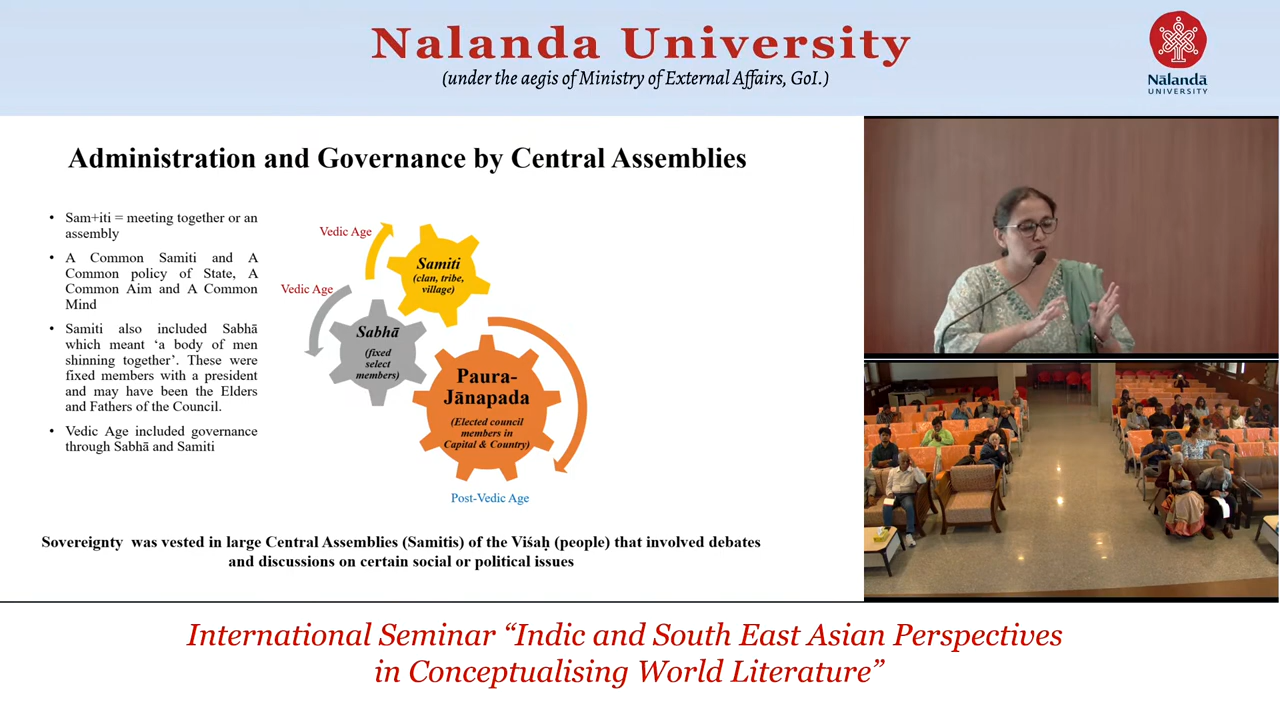 Nalanda University
(under the aegis of Ministry of External Affairs, GoI.)
Nālandā
UNIVERSITY
Administration and Governance by Central Assemblies
• Sam+iti = meeting together or an
assembly
• A Common Samiti and A
Common policy of State, A
Common Aim and A Common
Mind
• Samiti also included Sabhā
which meant ‘a body of men
shinning together’. These were
fixed members with a president
and may have been the Elders
and Fathers of the Council.
• Vedic Age included governance
through Sabhā and Samiti
Vedic Age
Samiti
(clan, tribe,
village)
Vedic Age
Sabhā
(fixed
select
members)
Paura-
Jānapada
(Elected council
members in
Capital & Country)
Post-Vedic Age
Sovereignty was vested in large Central Assemblies (Samitis) of the Viśaḥ (people) that involved debates
and discussions on certain social or political issues
International Seminar “Indic and South East Asian Perspectives
in Conceptualising World Literature”